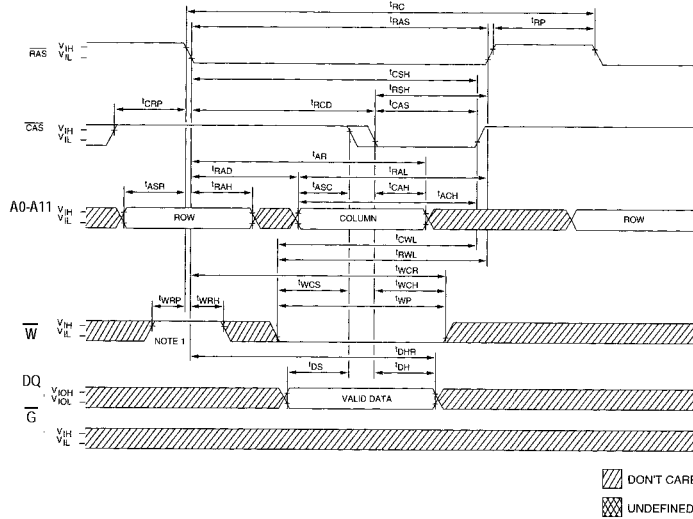 tRC
tRAS
tRP
RAS VIH
VIL
tCSH
tRSH
tCRP
tRCD
tCAS
CAS VIH
VIL
tAR
tRAD
tRAL
tASR
tRAH
tASC
tCAH
tACH
A0-A11 VIH
VIL
ROW
COLUMN
ROW
tCWL
tRWL
tWCR
tWCS
tWCH
tWRP
tWRH
tWP
W VIH
VIL
NOTE 1
tDHR
tDS
tDH
DQ VIOH
VIOL
VALID DATA
G VIH
VIL
DON'T CARE
UNDEFINED